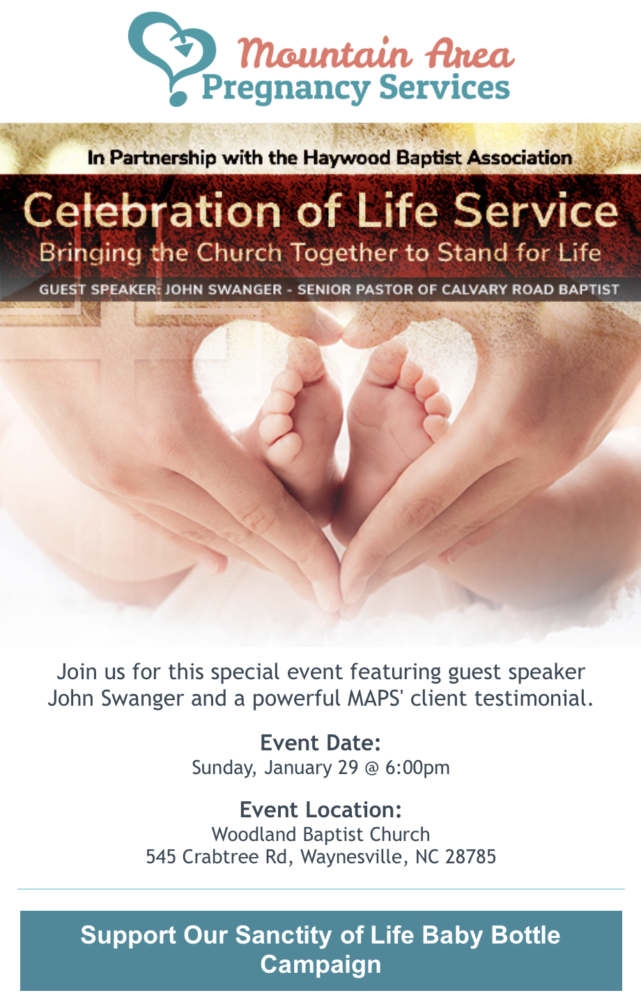 Mountain Area
Pregnancy Services
In Partnership with the Haywood Baptist Association
Celebration of Life Service
Bringing the Church Together to Stand for Life
GUEST SPEAKER: JOHN SWANGER - SENIOR PASTOR OF CALVARY ROAD BAPTIST
Join us for this special event featuring guest speaker
John Swanger and a powerful MAPS' client testimonial.
Event Date:
Sunday, January 29 @ 6:00pm
Event Location:
Woodland Baptist Church
545 Crabtree Rd, Waynesville, NC 28785
Support Our Sanctity of Life Baby Bottle
Campaign